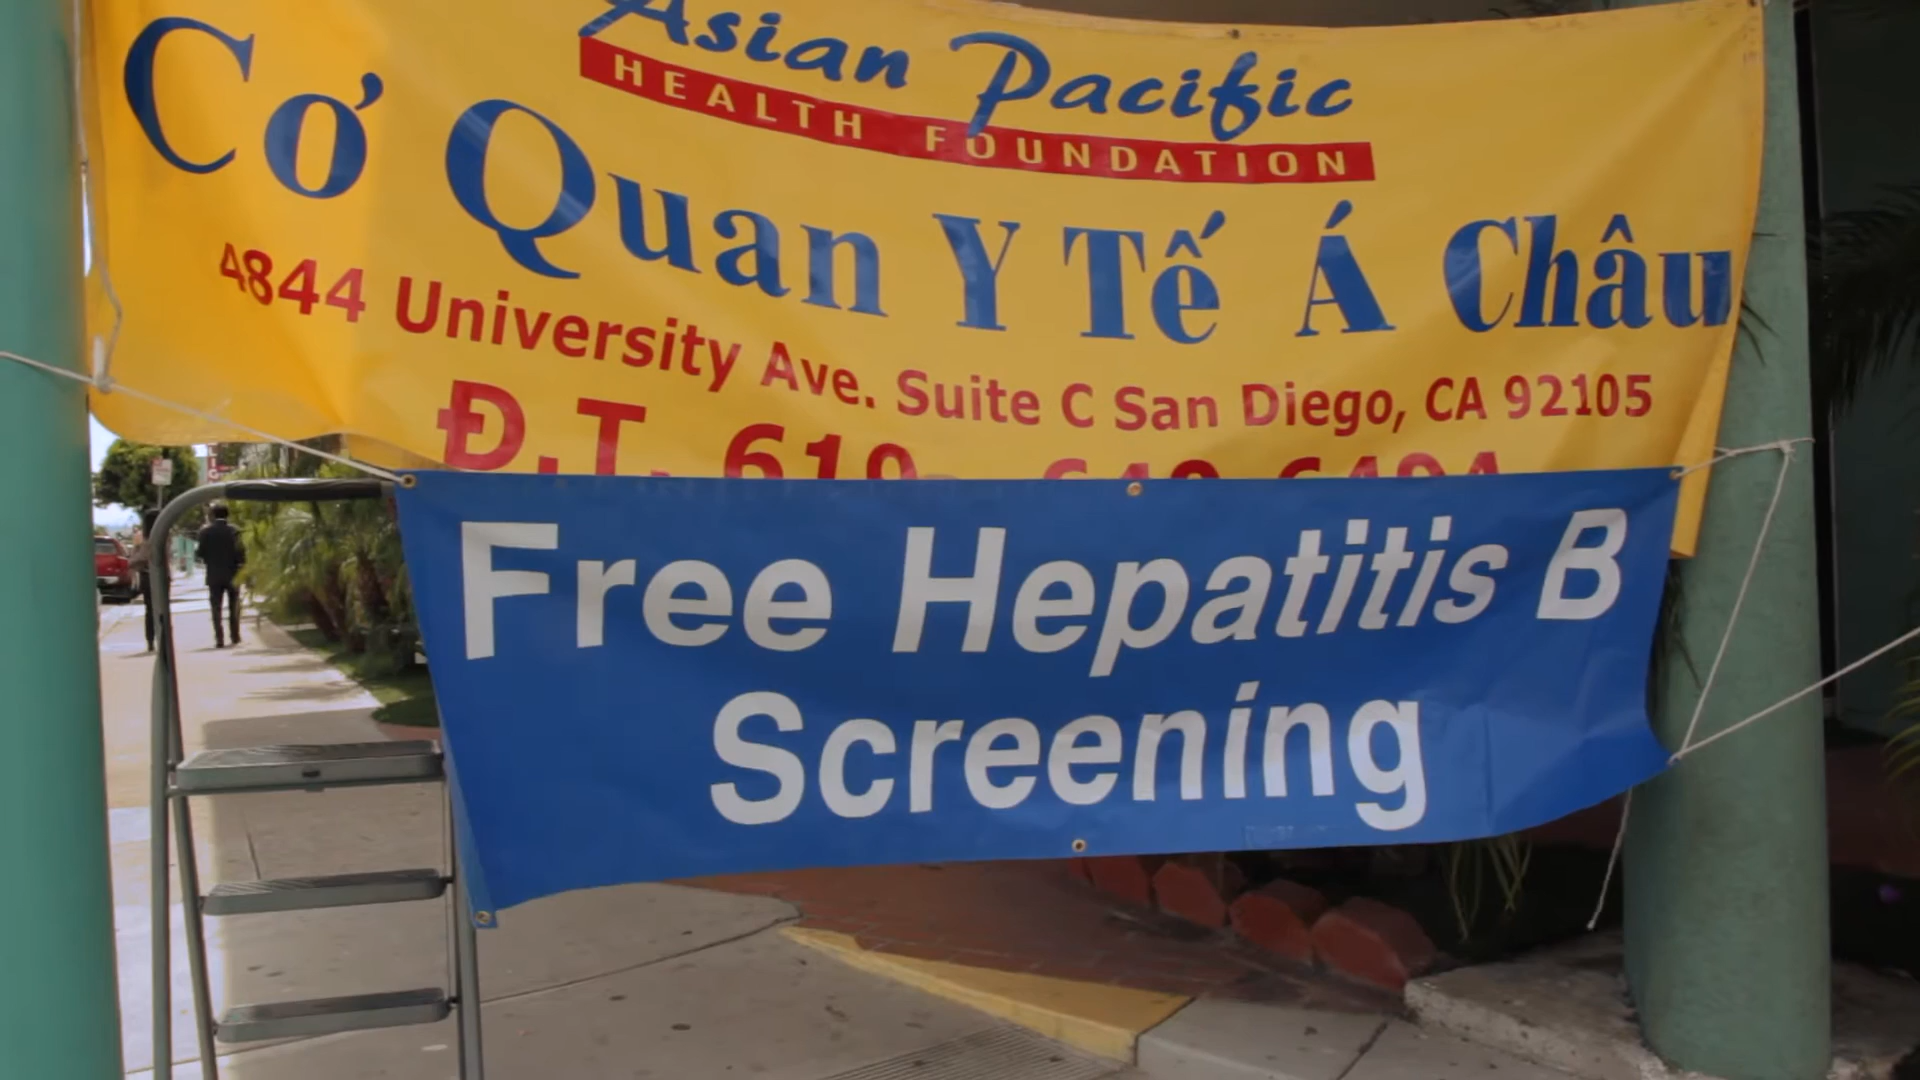 Asian Pacific
HEALTH FOUNDATION
Cơ Quan Y Tế Á Châu
4844 University Ave. Suite C San Diego, CA 92105
Đ.T. 619
Free Hepatitis B
Screening